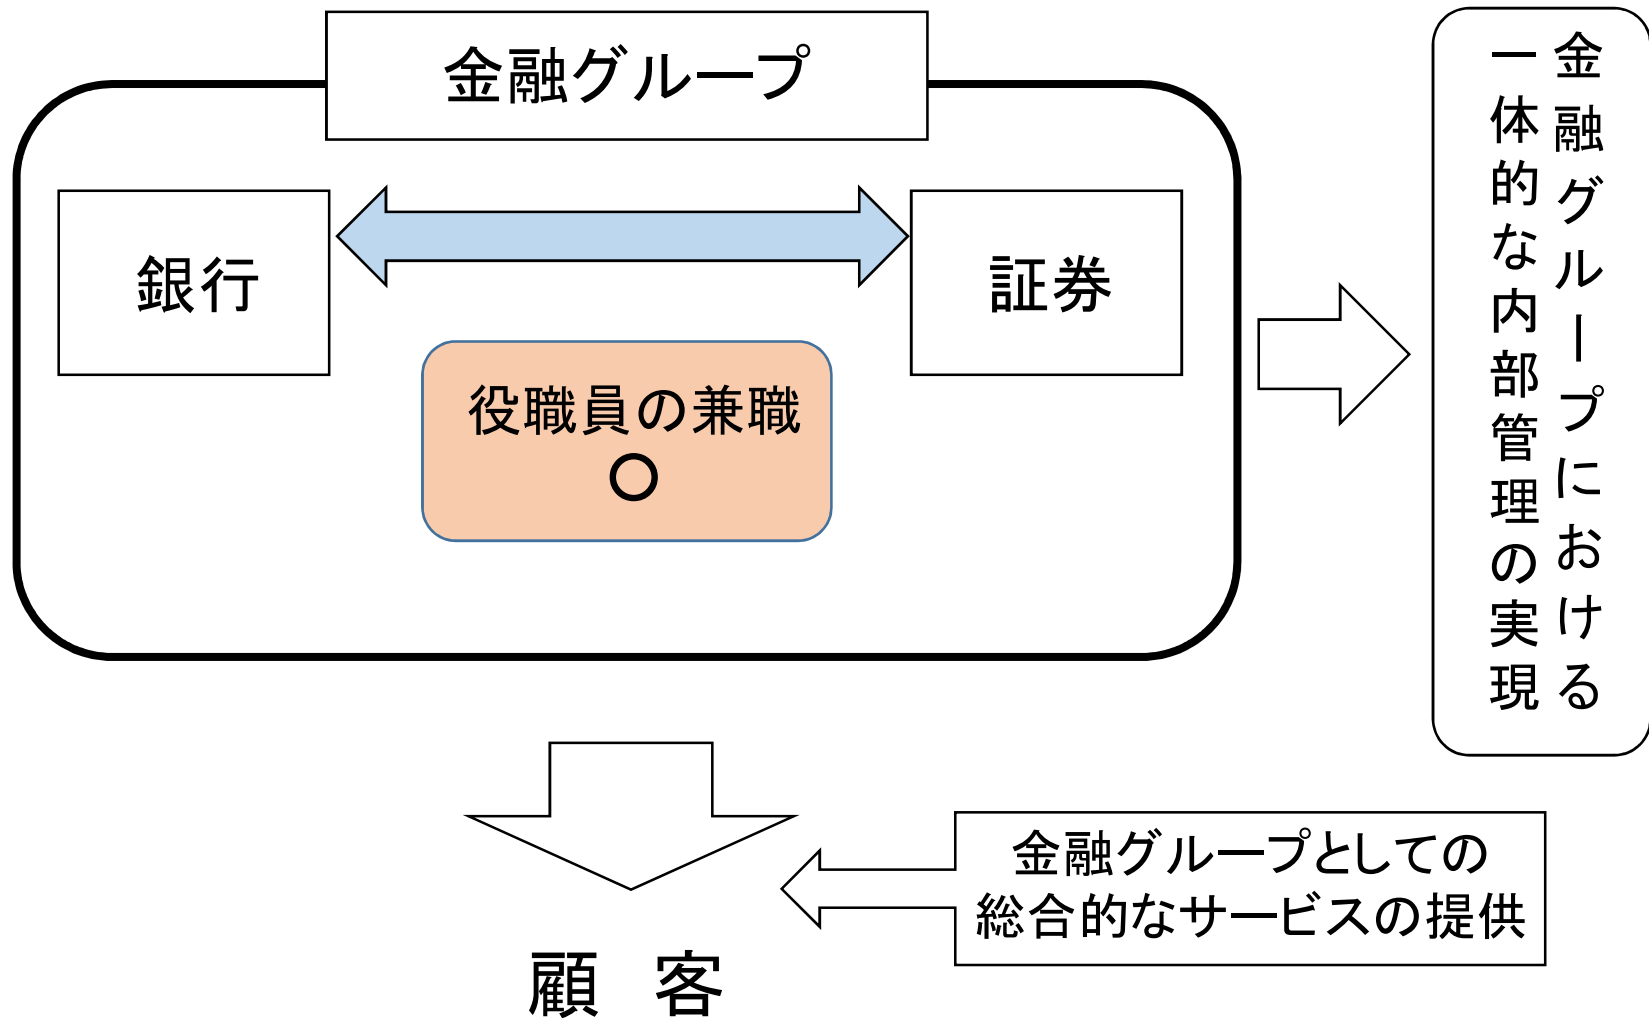 金融グループ
銀行
証券
役職員の兼職
○
金融グループにおける
一体的な内部管理の実現
金融グループとしての
総合的なサービスの提供
顧　客